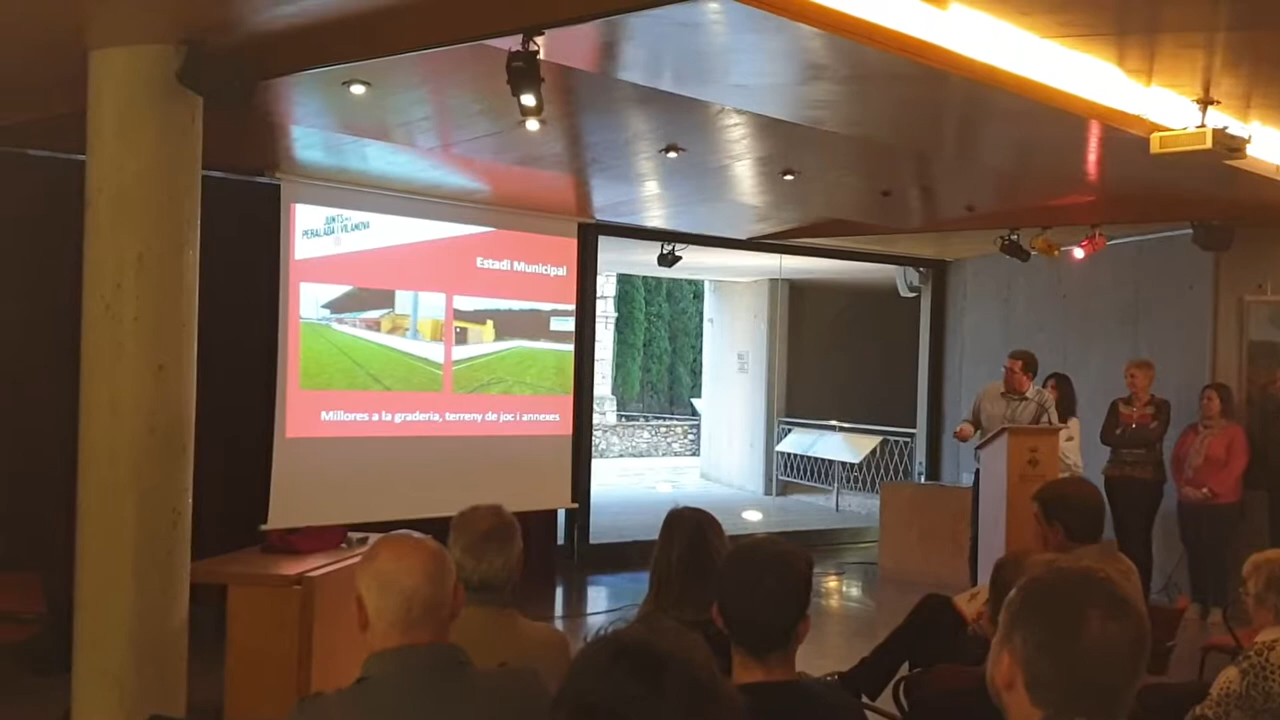 JUNTS PER
PERALADA I VILANOVA
Estadi Municipal
Millores a la graderia, terreny de joc i annexes